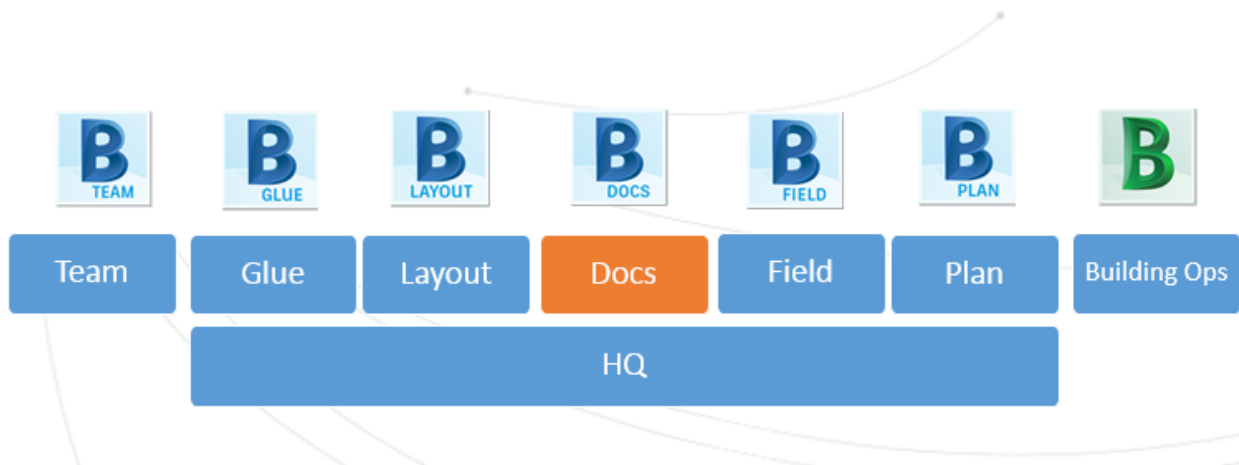 B TEAM
B GLUE
B LAYOUT
B DOCS
B FIELD
B PLAN
B
Team
Glue
Layout
Docs
Field
Plan
Building Ops
HQ